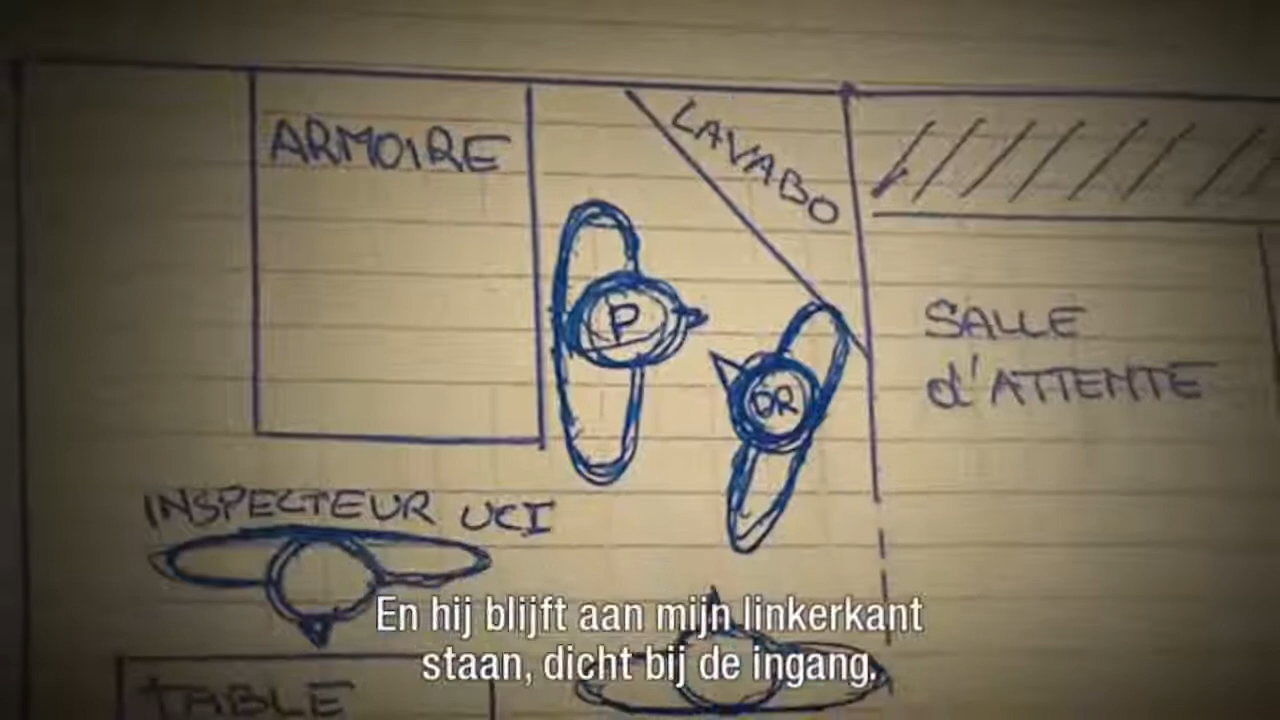 ARMOIRE
LAVABO
P
DR
SALLE
d'ATTENTE
INSPECTEUR UCI
En hij blijft aan mijn linkerkant
staan, dicht bij de ingang.
TABLE